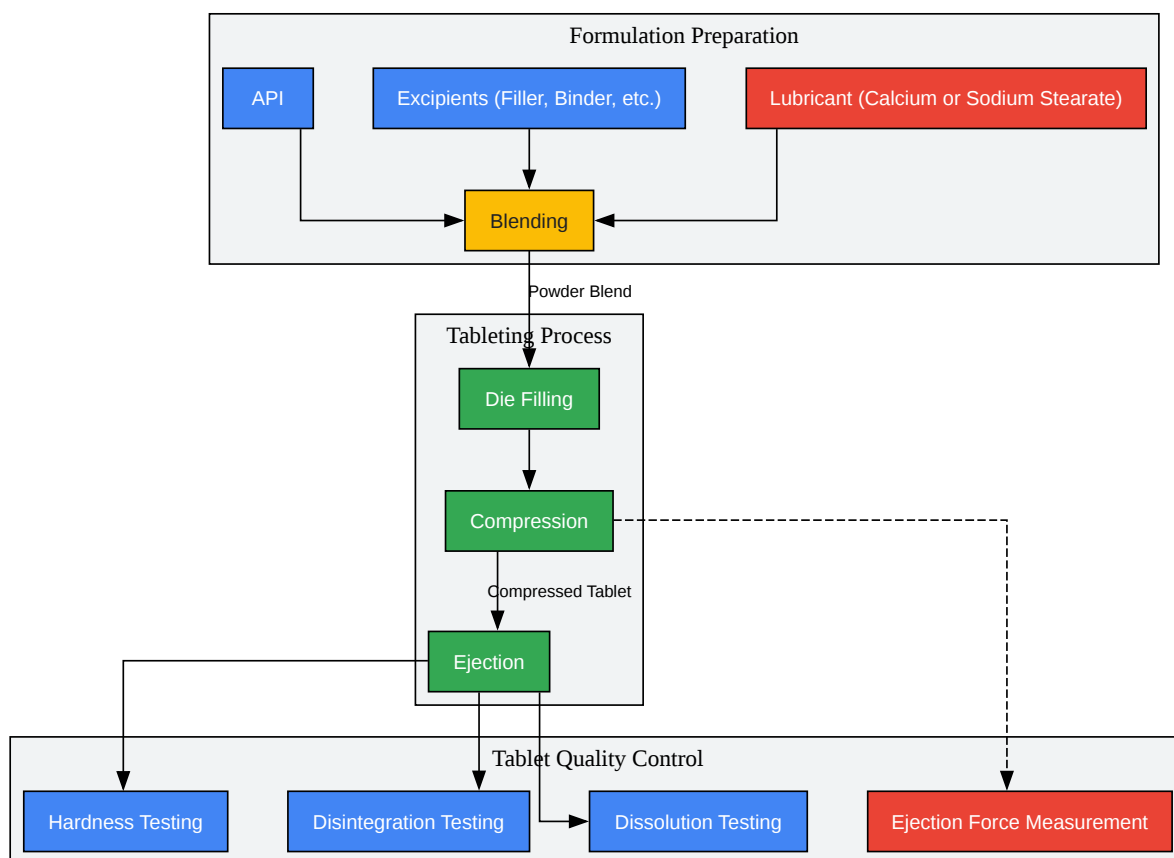 Formulation Preparation
API
Excipients (Filler, Binder, etc.)
Lubricant (Calcium or Sodium Stearate)
Blending
Powder Blend
Tableting Process
Die Filling
Compression
Compressed Tablet
Ejection
Tablet Quality Control
Hardness Testing
Disintegration Testing
Dissolution Testing
Ejection Force Measurement